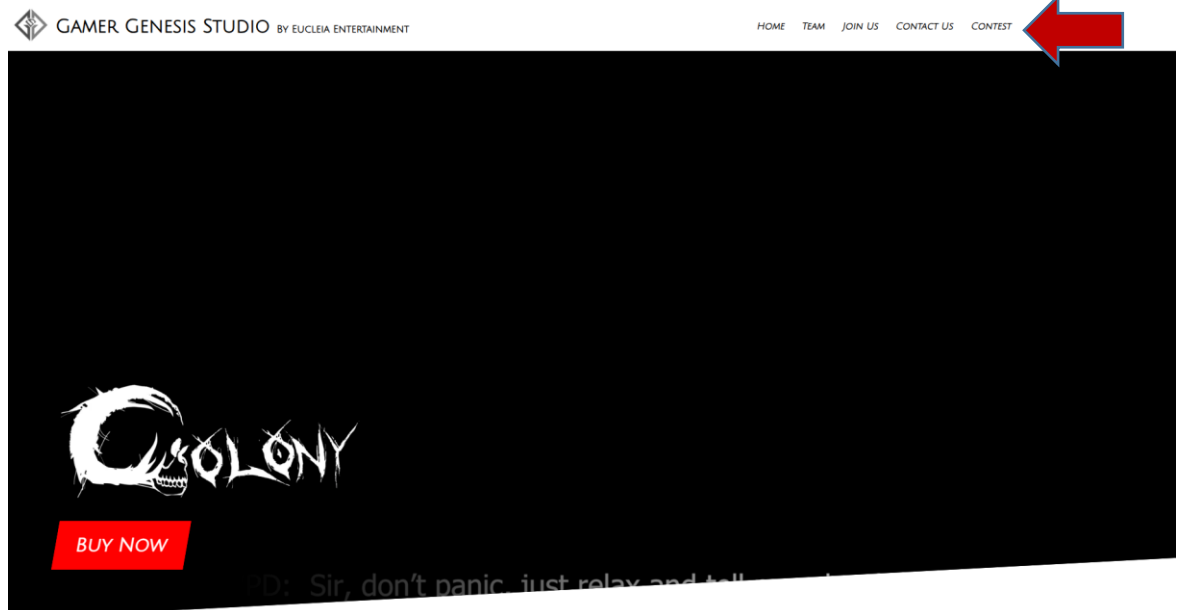 GAMER GENESIS STUDIO BY EUCLEIA ENTERTAINMENT
HOME TEAM JOIN US CONTACT US CONTEST
COLONY
BUY NOW
PD: Sir, don't panic, just relax and tell